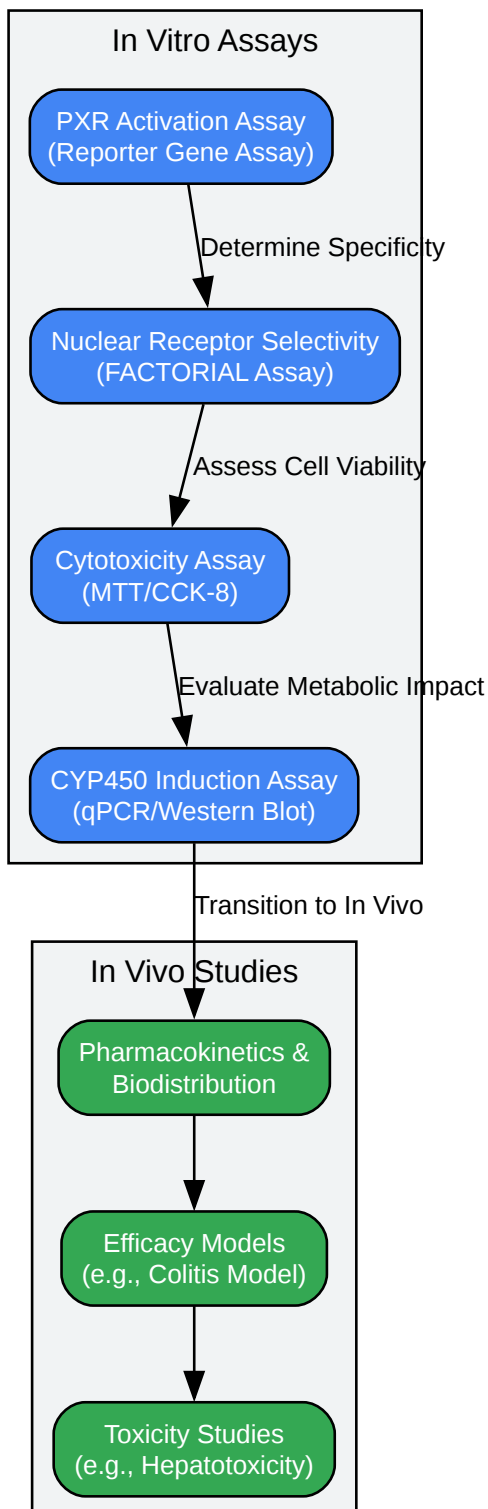 In Vitro Assays
PXR Activation Assay
(Reporter Gene Assay)
Determine Specificity
Nuclear Receptor Selectivity
(FACTORIAL Assay)
Assess Cell Viability
Cytotoxicity Assay
(MTT/CCK-8)
Evaluate Metabolic Impact
CYP450 Induction Assay
(qPCR/Western Blot)
Transition to In Vivo
In Vivo Studies
Pharmacokinetics &
Biodistribution
Efficacy Models
(e.g., Colitis Model)
Toxicity Studies
(e.g., Hepatotoxicity)